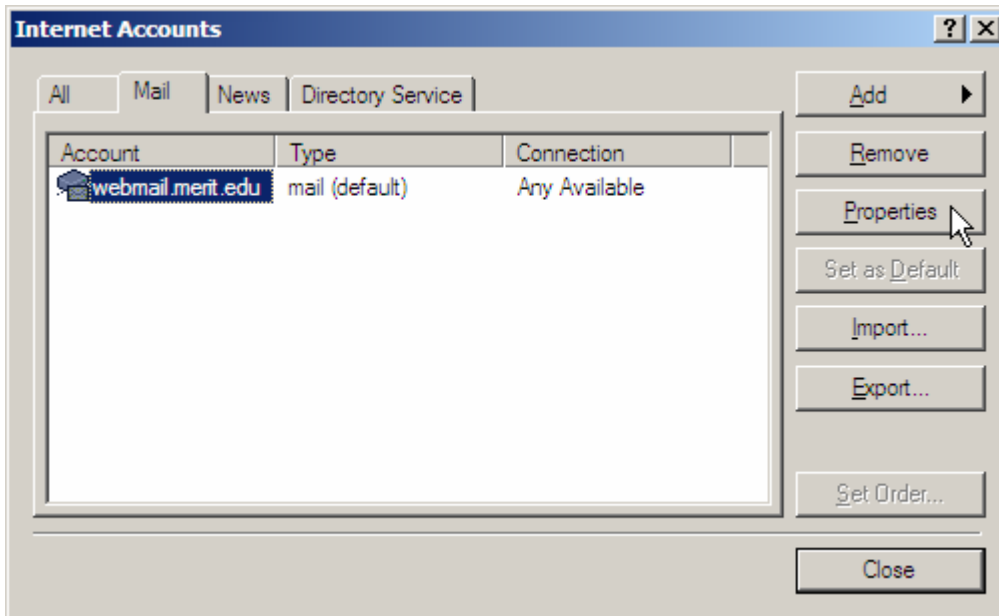 Internet Accounts
All Mail News Directory Service
Add
Remove
Properties
Set as Default
Import...
Export...
Set Order...
Close
Account Type Connection
webmail.merit.edu mail (default) Any Available